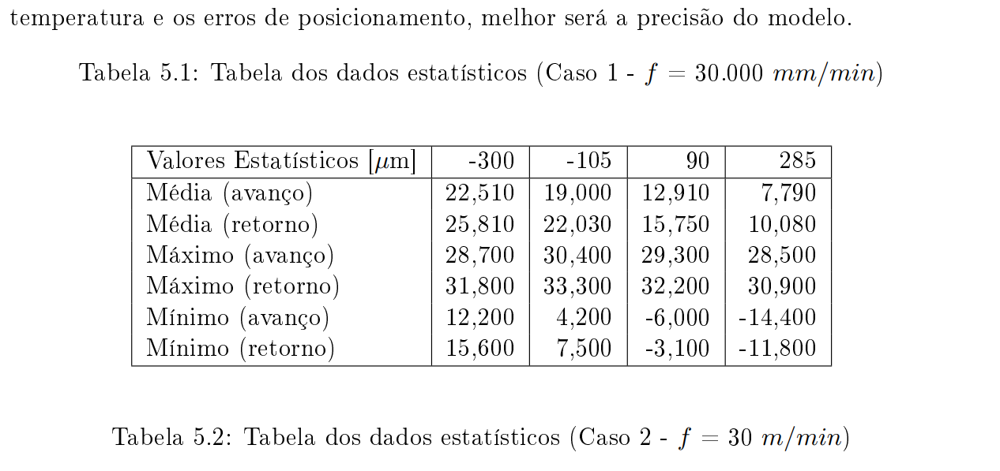 temperatura e os erros de posicionamento, melhor será a precisão do modelo.
Tabela 5.1: Tabela dos dados estatísticos (Caso 1 - f = 30.000 mm/min)
Valores Estatísticos [μm] -300 -105 90 285
Média (avanço) 22,510 19,000 12,910 7,790
Média (retorno) 25,810 22,030 15,750 10,080
Máximo (avanço) 28,700 30,400 29,300 28,500
Máximo (retorno) 31,800 33,300 32,200 30,900
Mínimo (avanço) 12,200 4,200 -6,000 -14,400
Mínimo (retorno) 15,600 7,500 -3,100 -11,800
Tabela 5.2: Tabela dos dados estatísticos (Caso 2 - f = 30 m/min)